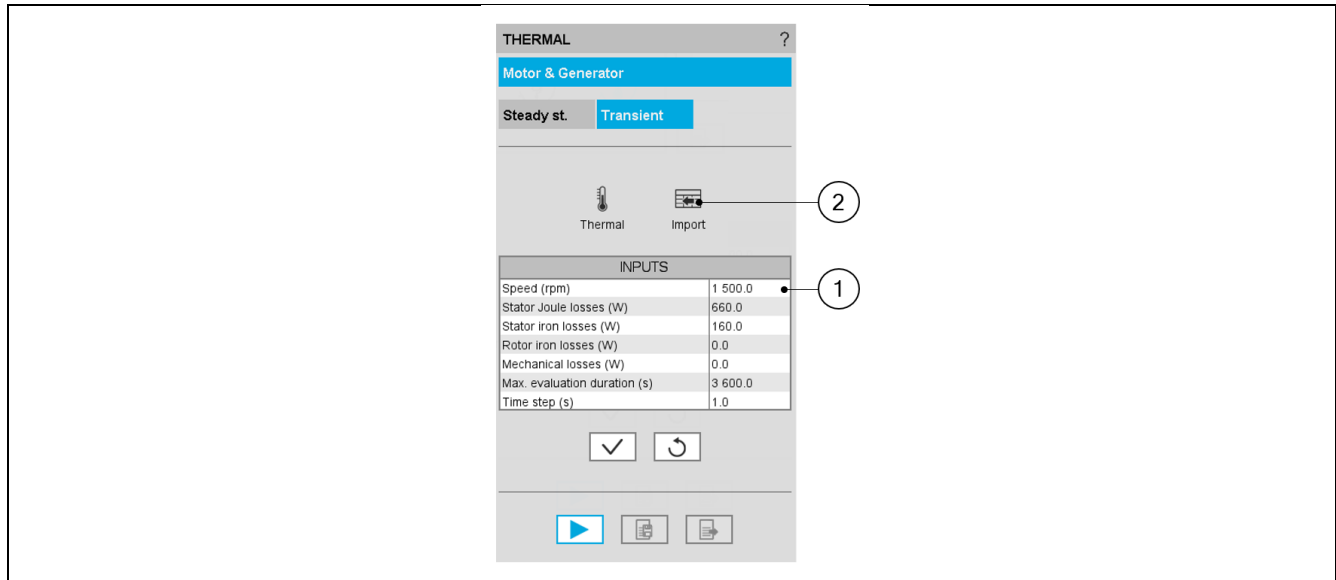 THERMAL ?
Motor & Generator
Steady st. Transient
2
Thermal Import
INPUTS
Speed (rpm) 1 500.0
1
Stator Joule losses (W) 660.0
Stator iron losses (W) 160.0
Rotor iron losses (W) 0.0
Mechanical losses (W) 0.0
Max. evaluation duration (s) 3 600.0
Time step (s) 1.0